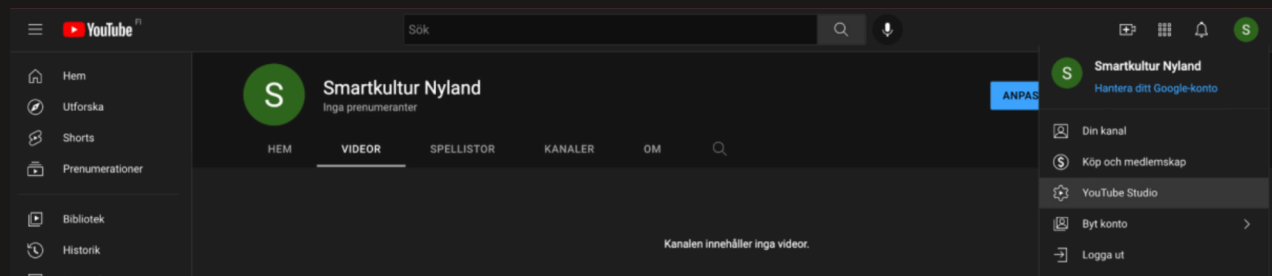 YouTube FI
Sök
S
Hem
Utforska
Shorts
Prenumerationer
Bibliotek
Historik
S
Smartkultur Nyland
Inga prenumeranter
ANPAS
HEM VIDEOR SPELLISTOR KANALER OM
Kanalen innehåller inga videor.
S
Smartkultur Nyland
Hantera ditt Google-konto
Din kanal
Köp och medlemskap
YouTube Studio
Byt konto
Logga ut